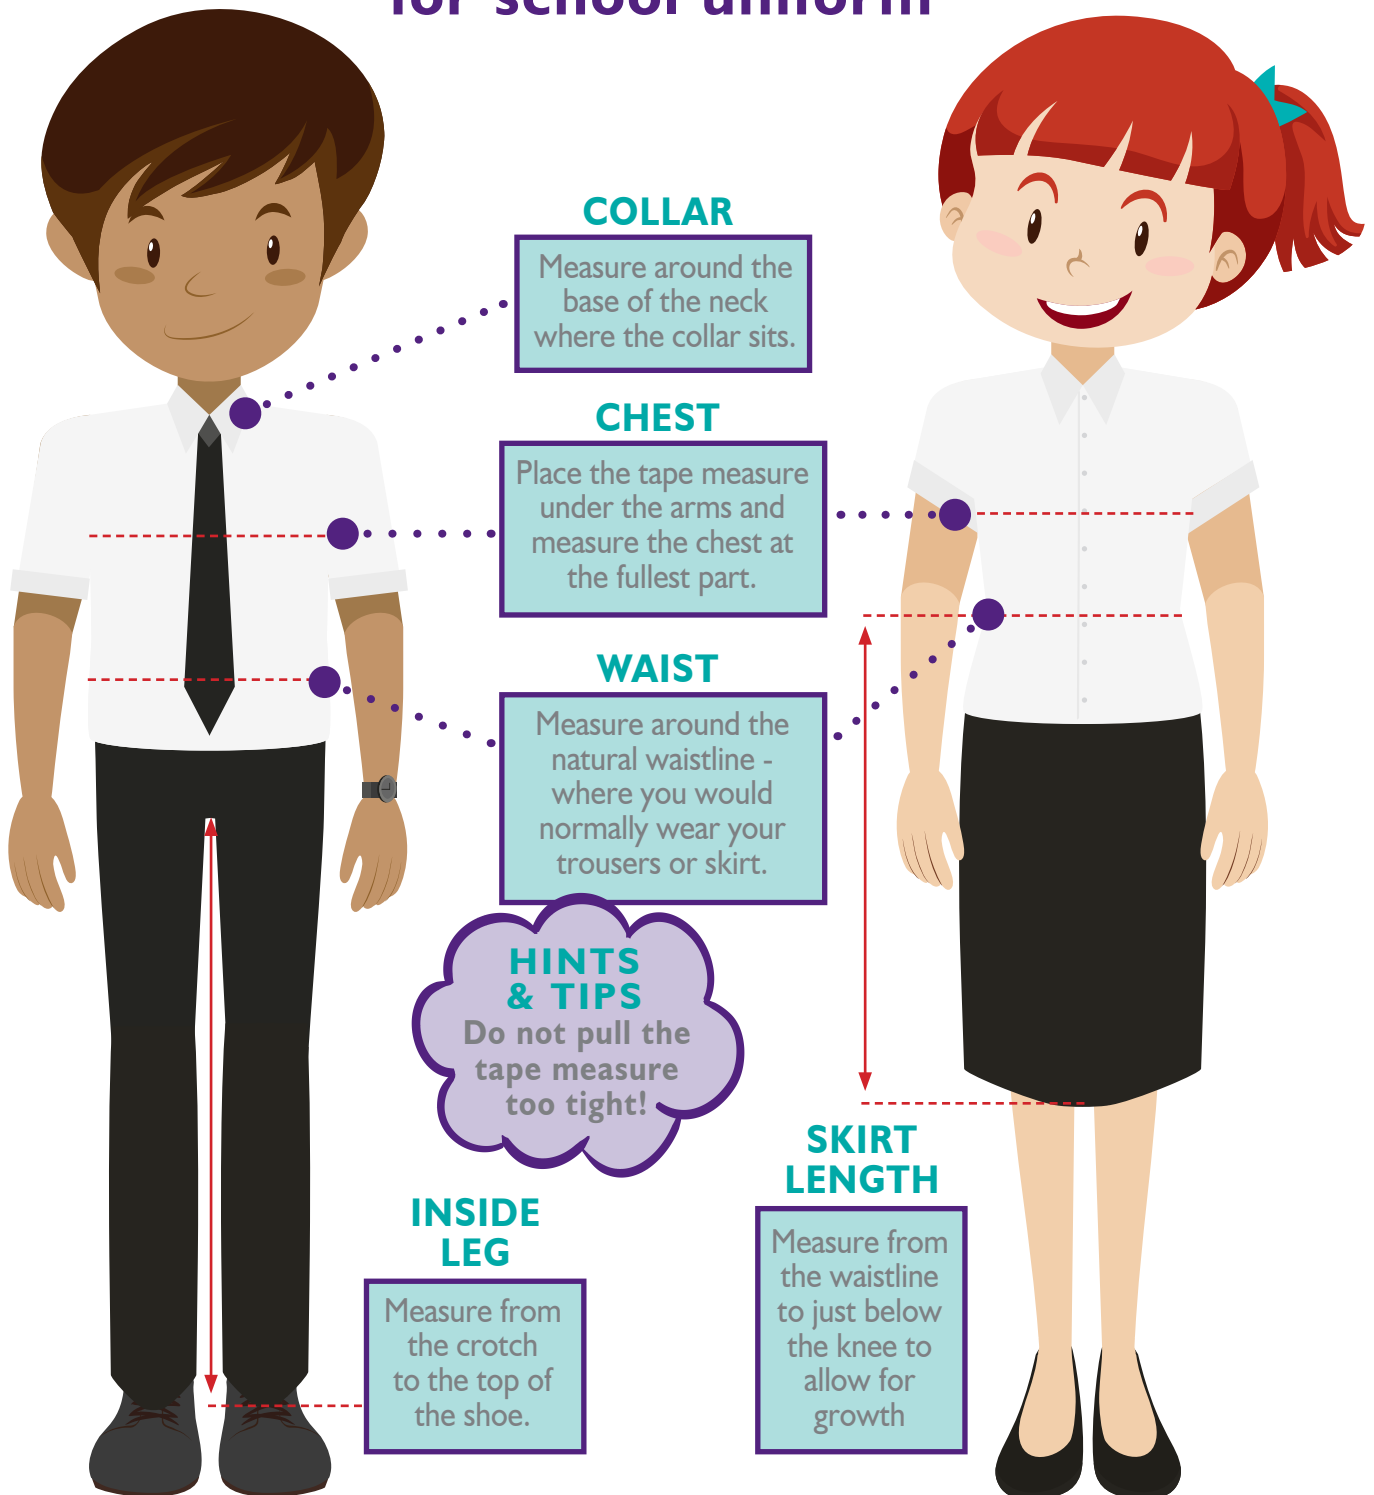 for school uniform
COLLAR
Measure around the
base of the neck
where the collar sits.
CHEST
Place the tape measure
under the arms and
measure the chest at
the fullest part.
WAIST
Measure around the
natural waistline -
where you would
normally wear your
trousers or skirt.
HINTS
& TIPS
Do not pull the
tape measure
too tight!
SKIRT
LENGTH
Measure from
the waistline
to just below
the knee to
allow for
growth
INSIDE
LEG
Measure from
the crotch
to the top of
the shoe.